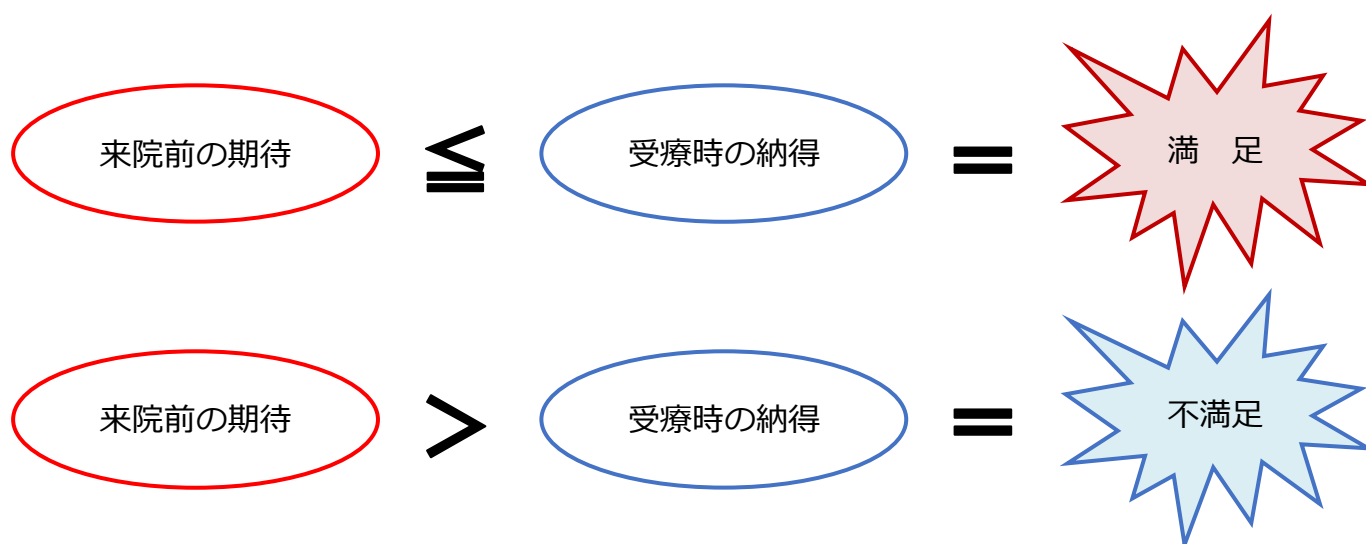 来院前の期待 ≦ 受療時の納得 = 満　足
来院前の期待 > 受療時の納得 = 不満足